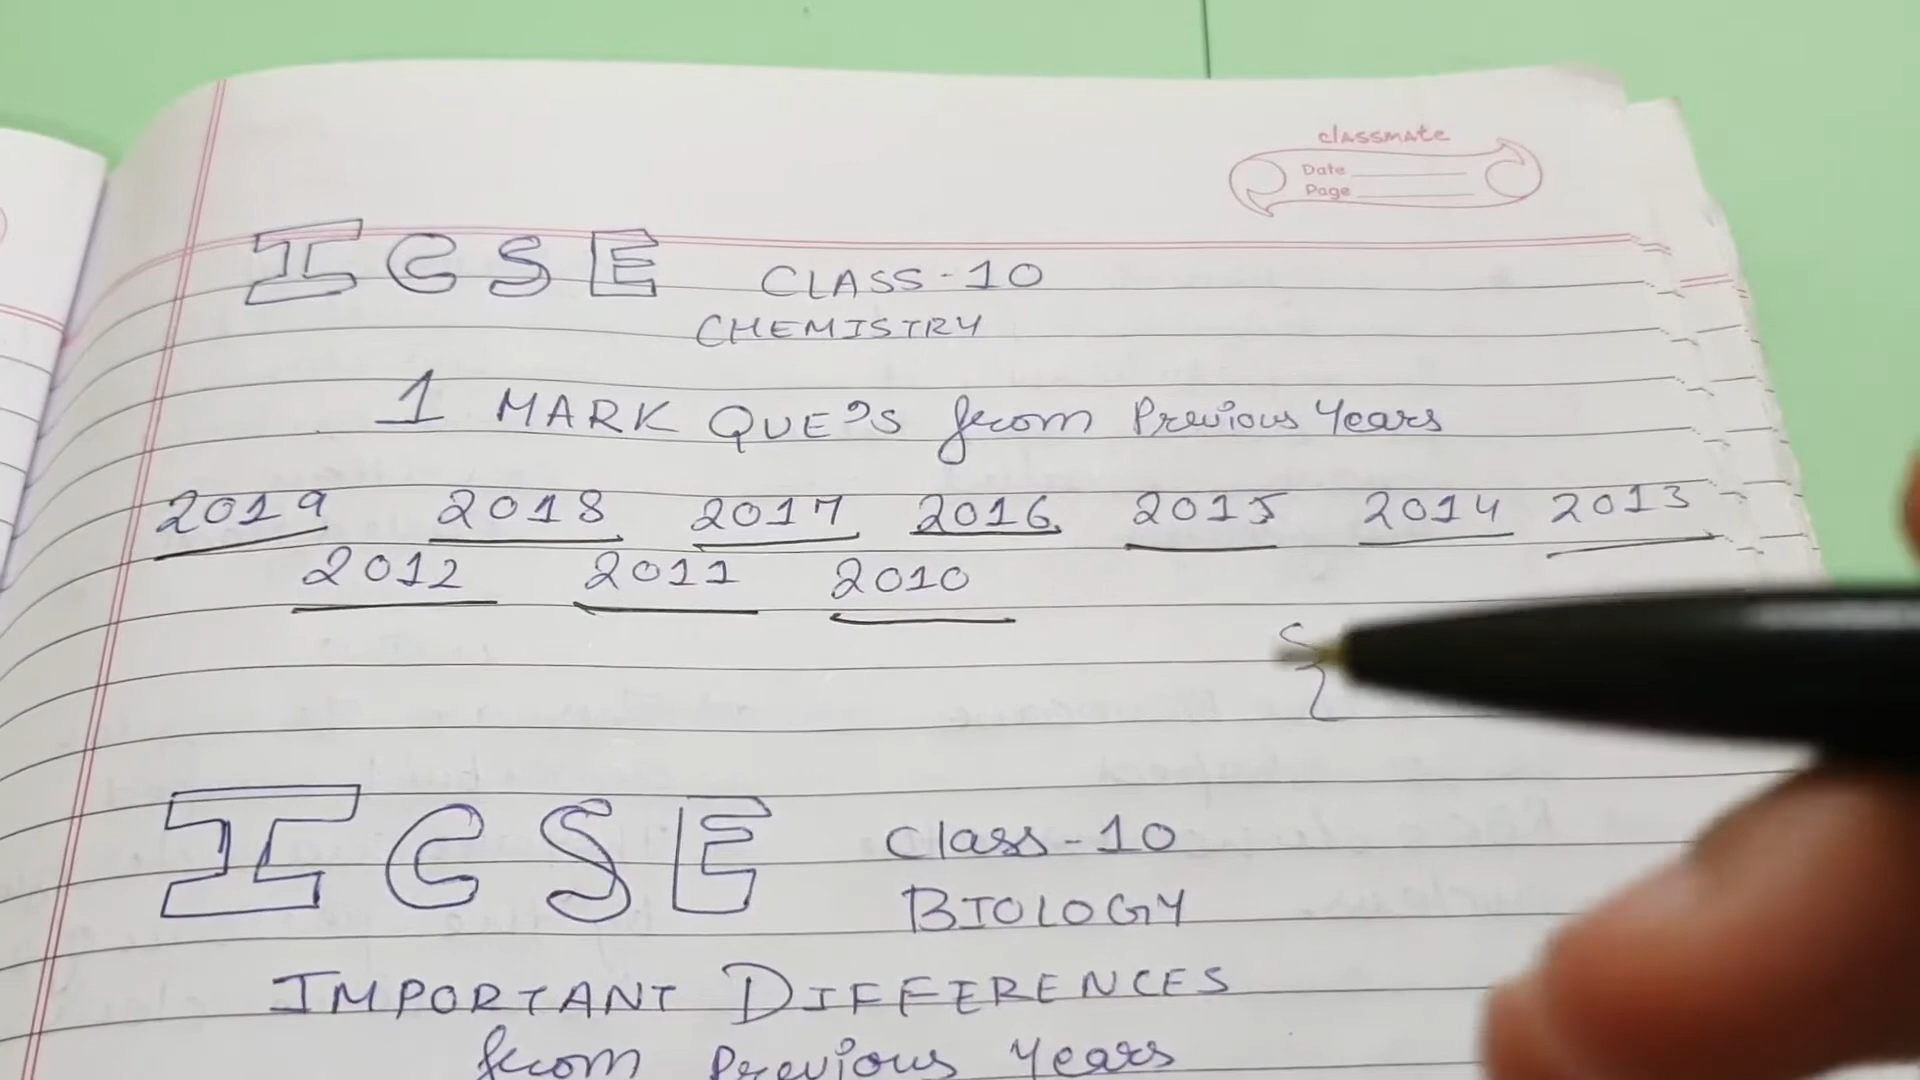 classmate
Date
Page
ICSE CLASS-10
CHEMISTRY
1 MARK QUE'S from Previous Years
2019 2018 2017 2016 2015 2014 2013
2012 2011 2010
ICSE Class-10
BIOLOGY
IMPORTANT DIFFERENCES
from Previous Years